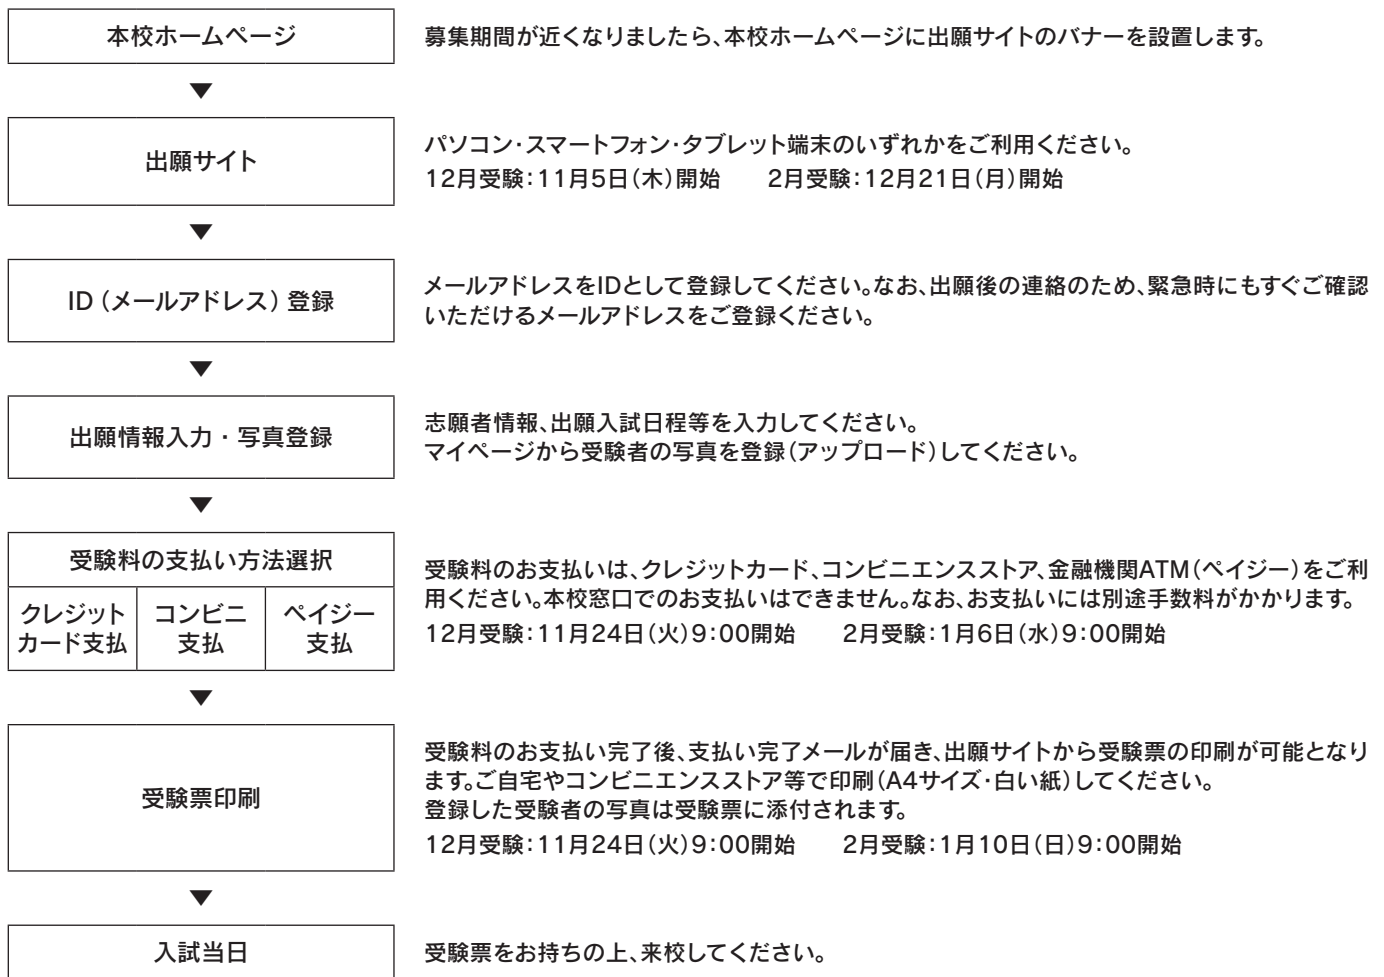 本校ホームページ
募集期間が近くなりましたら、本校ホームページに出願サイトのバナーを設置します。
▼
出願サイト
パソコン・スマートフォン・タブレット端末のいずれかをご利用ください。
12月受験：11月5日（木）開始　　2月受験：12月21日（月）開始
▼
ID（メールアドレス）登録
メールアドレスをIDとして登録してください。なお、出願後の連絡のため、緊急時にもすぐご確認
いただけるメールアドレスをご登録ください。
▼
出願情報入力・写真登録
志願者情報、出願入試日程等を入力してください。
マイページから受験者の写真を登録（アップロード）してください。
▼
受験料の支払い方法選択
クレジット
カード支払
コンビニ
支払
ペイジー
支払
受験料のお支払いは、クレジットカード、コンビニエンスストア、金融機関ATM（ペイジー）をご利
用ください。本校窓口でのお支払いはできません。なお、お支払いには別途手数料がかかります。
12月受験：11月24日（火）9：00開始　　2月受験：1月6日（水）9：00開始
▼
受験票印刷
受験料のお支払い完了後、支払い完了メールが届き、出願サイトから受験票の印刷が可能となり
ます。ご自宅やコンビニエンスストア等で印刷（A4サイズ・白い紙）してください。
登録した受験者の写真は受験票に添付されます。
12月受験：11月24日（火）9：00開始　　2月受験：1月10日（日）9：00開始
▼
入試当日
受験票をお持ちの上、来校してください。